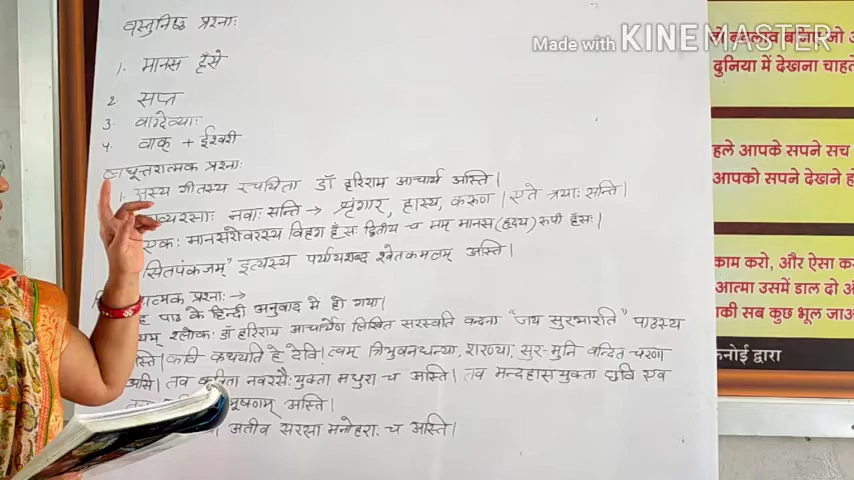 Made with KINEMASTER
वस्तुनिष्ठ प्रश्नाः
1. मानस हँसे
2 सप्त
3. वाग्देव्याः
4. वाक् + ईश्वरी
लघूत्तरात्मक प्रश्नाः
1. अस्य गीतस्य रचयिता डॉ हरिराम आचार्य अस्ति।
काव्यरसाः नवाः सन्ति → श्रृंगार, हास्य, करुण। एते त्रयाः सन्ति।
एकः मानसरोवरस्य विहग हँसः द्वितीय च मम् मानस (हृदय) रूपी हँसः।
सितपंकजम्" इत्यस्य पर्यायशब्द श्वेतकमलम् अस्ति।
त्मक प्रश्नाः →
पाठ के हिन्दी अनुवाद मे हो गया।
श्लोकः डॉ हरिराम आचार्येण लिखित सरस्वति वन्दना "जय सुरभारति" पाठस्य
स्ति। कवि कथयति हे देवि! त्वम् त्रिभुवनधन्या, शरण्या, सुर-मुनि वन्दित चरणा
असि। तव कविता नवरसैः युक्ता मधुरा च अस्ति। तव मन्दहासयुक्ता छवि एव
भूषणम् अस्ति।
अतीव सरसा मनोहराः च अस्ति।
दुनिया में देखना चाहते
हले आपके सपने सच
आपको सपने देखने हो
काम करो, और ऐसा कर
आत्मा उसमें डाल दो औ
की सब कुछ भूल जाओ
कनोई द्वारा